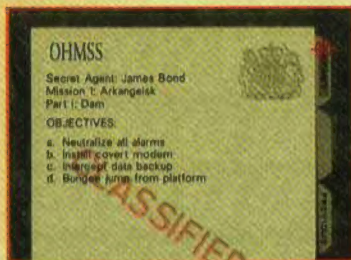 OHMSS
Secret Agent: James Bond
Mission 1: Arkangelsk
Part i: Dam
OBJECTIVES:
a. Neutralize all alarms
b. Install covert modem
c. Intercept data backup
d. Bungee jump from platform
CLASSIFIED
PREVIOUS